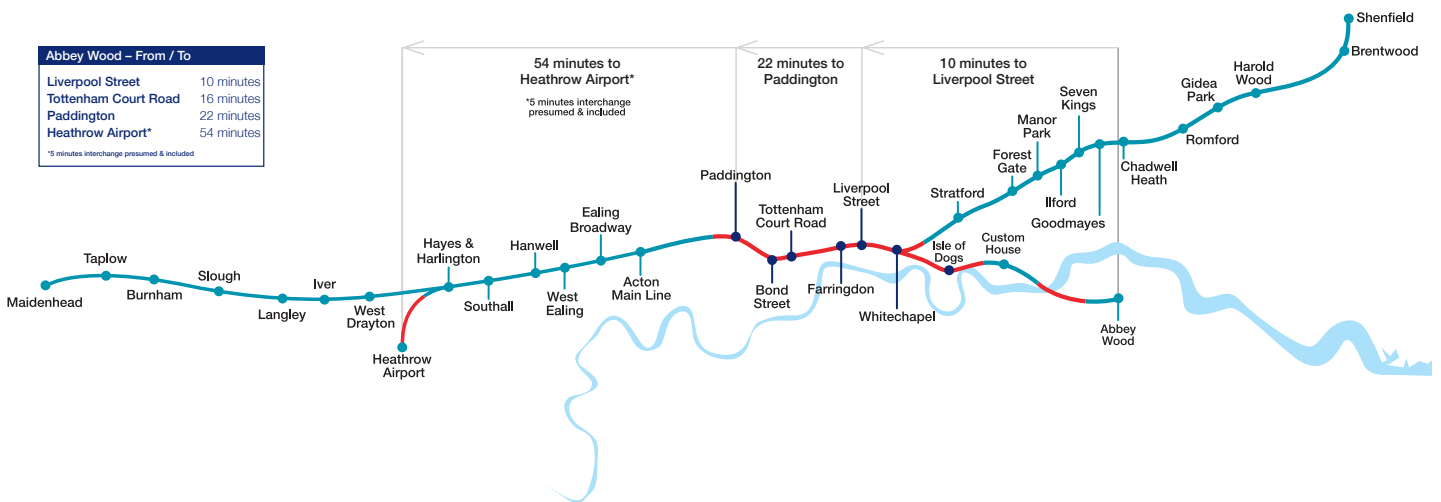 Abbey Wood – From / To
Liverpool Street 10 minutes
Tottenham Court Road 16 minutes
Paddington 22 minutes
Heathrow Airport* 54 minutes
*5 minutes interchange presumed & included
54 minutes to
Heathrow Airport*
*5 minutes interchange
presumed & included
22 minutes to
Paddington
10 minutes to
Liverpool Street
Maidenhead
Taplow
Burnham
Slough
Langley
Iver
West
Drayton
Heathrow
Airport
Hayes &
Harlington
Southall
Hanwell
West
Ealing
Ealing
Broadway
Acton
Main Line
Paddington
Bond
Street
Tottenham
Court Road
Farringdon
Liverpool
Street
Whitechapel
Stratford
Forest
Gate
Manor
Park
Ilford
Seven
Kings
Goodmayes
Chadwell
Heath
Romford
Gidea
Park
Harold
Wood
Brentwood
Shenfield
Isle of
Dogs
Custom
House
Abbey
Wood